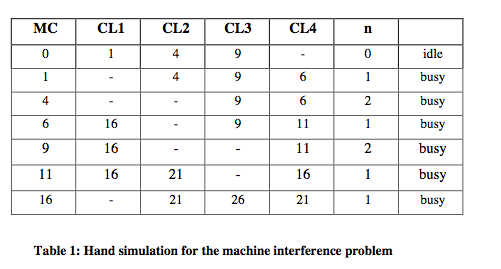 MC CL1 CL2 CL3 CL4 n
0 1 4 9 - 0 idle
1 - 4 9 6 1 busy
4 - - 9 6 2 busy
6 16 - 9 11 1 busy
9 16 - - 11 2 busy
11 16 21 - 16 1 busy
16 - 21 26 21 1 busy
Table 1: Hand simulation for the machine interference problem